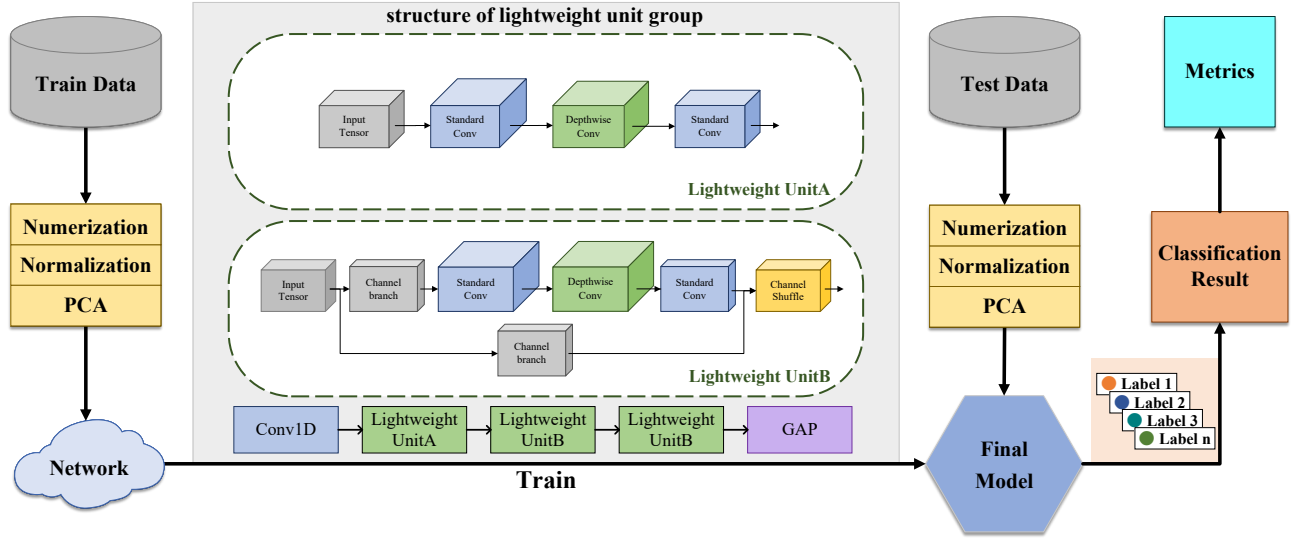 structure of lightweight unit group
Train Data
Numerization
Normalization
PCA
Network
Input
Tensor
Standard
Conv
Depthwise
Conv
Standard
Conv
Lightweight UnitA
Input
Tensor
Channel
branch
Standard
Conv
Depthwise
Conv
Standard
Conv
Channel
Shuffle
Channel
branch
Lightweight UnitB
Conv1D
Lightweight
UnitA
Lightweight
UnitB
Lightweight
UnitB
GAP
Train
Test Data
Numerization
Normalization
PCA
Final
Model
Label 1
Label 2
Label 3
Label n
Classification
Result
Metrics